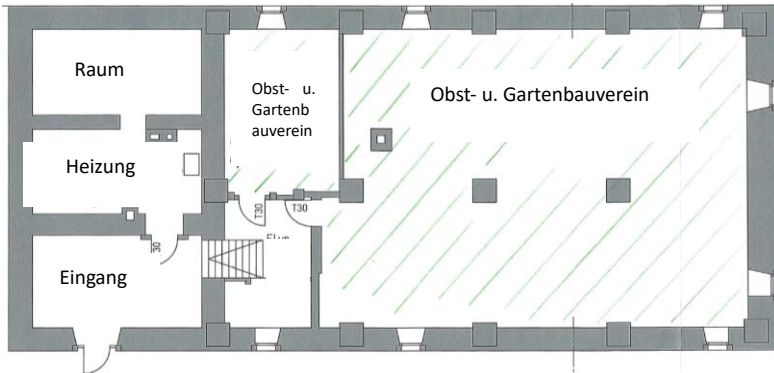 Raum
Obst- u.
Gartenb
auverein
Obst- u. Gartenbauverein
Heizung
T30
T30
30
Eingang